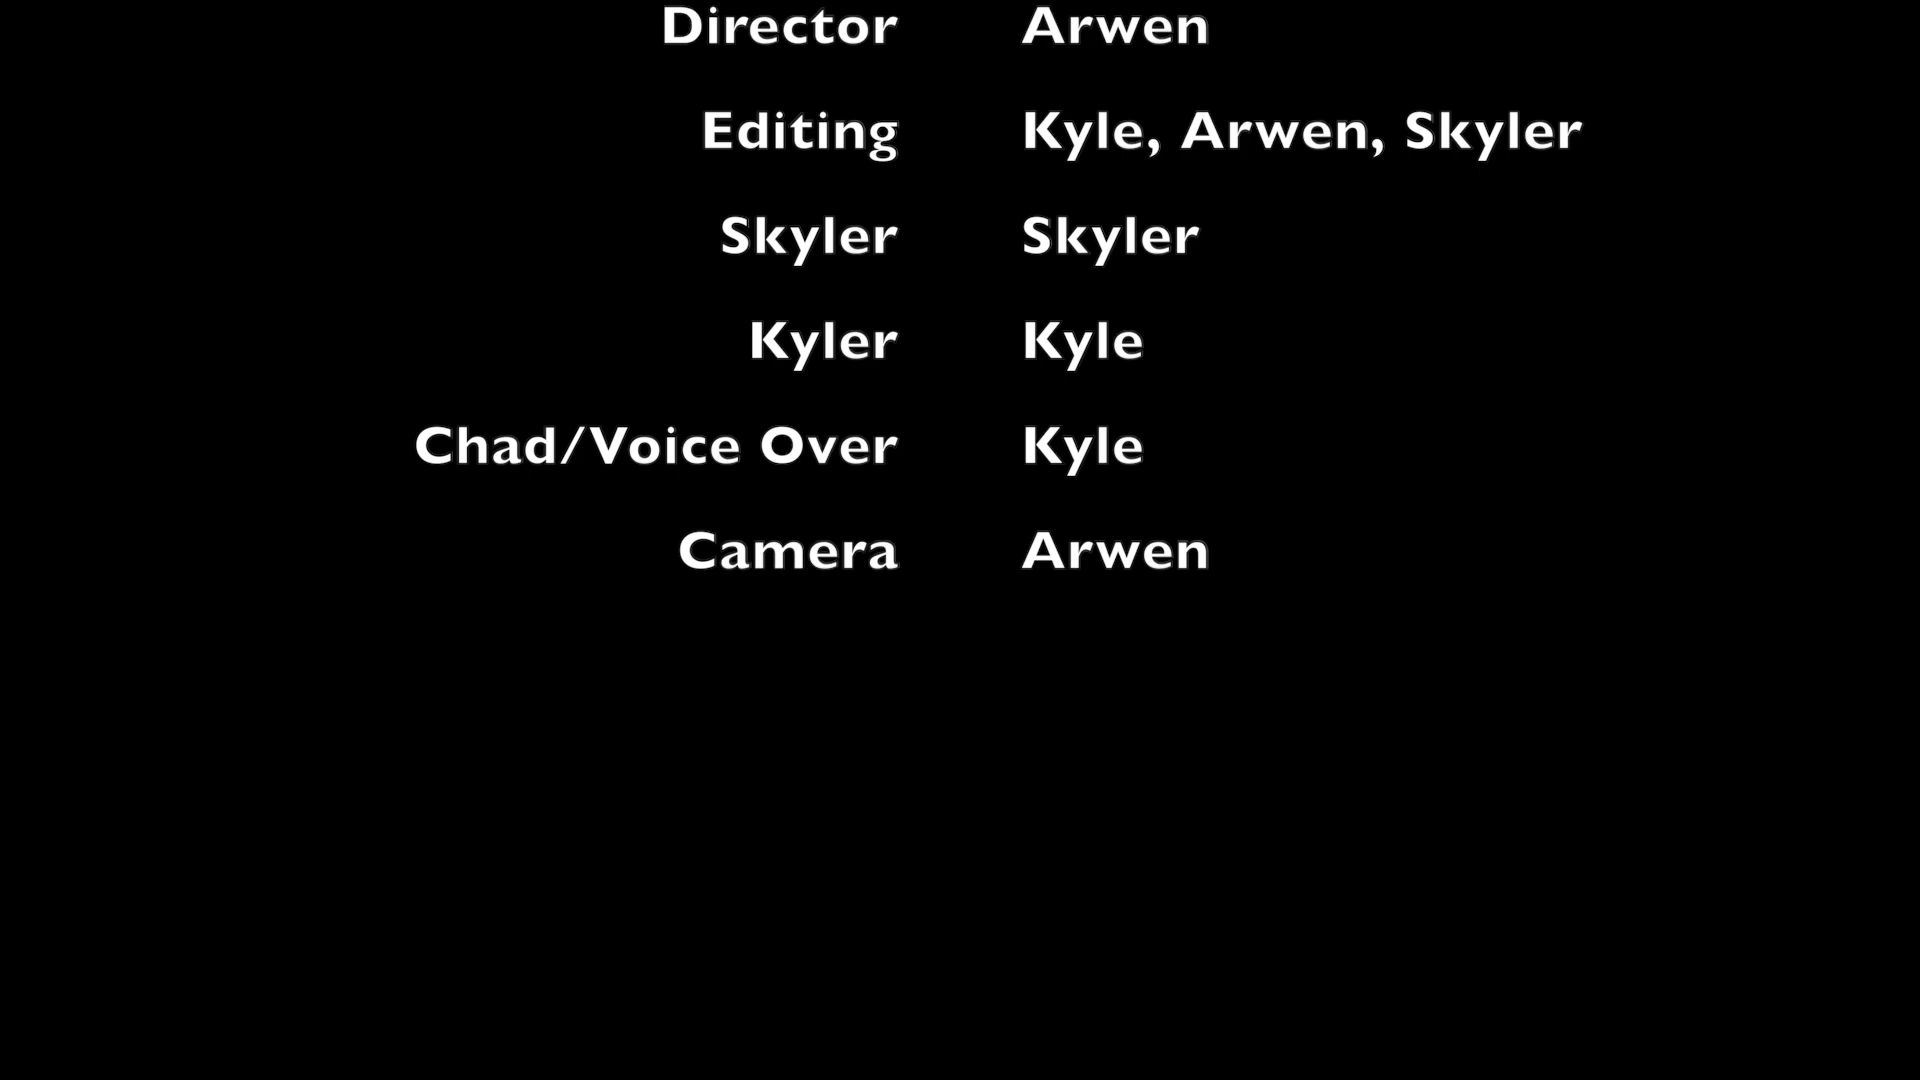 Director Arwen
Editing Kyle, Arwen, Skyler
Skyler Skyler
Kyler Kyle
Chad/Voice Over Kyle
Camera Arwen